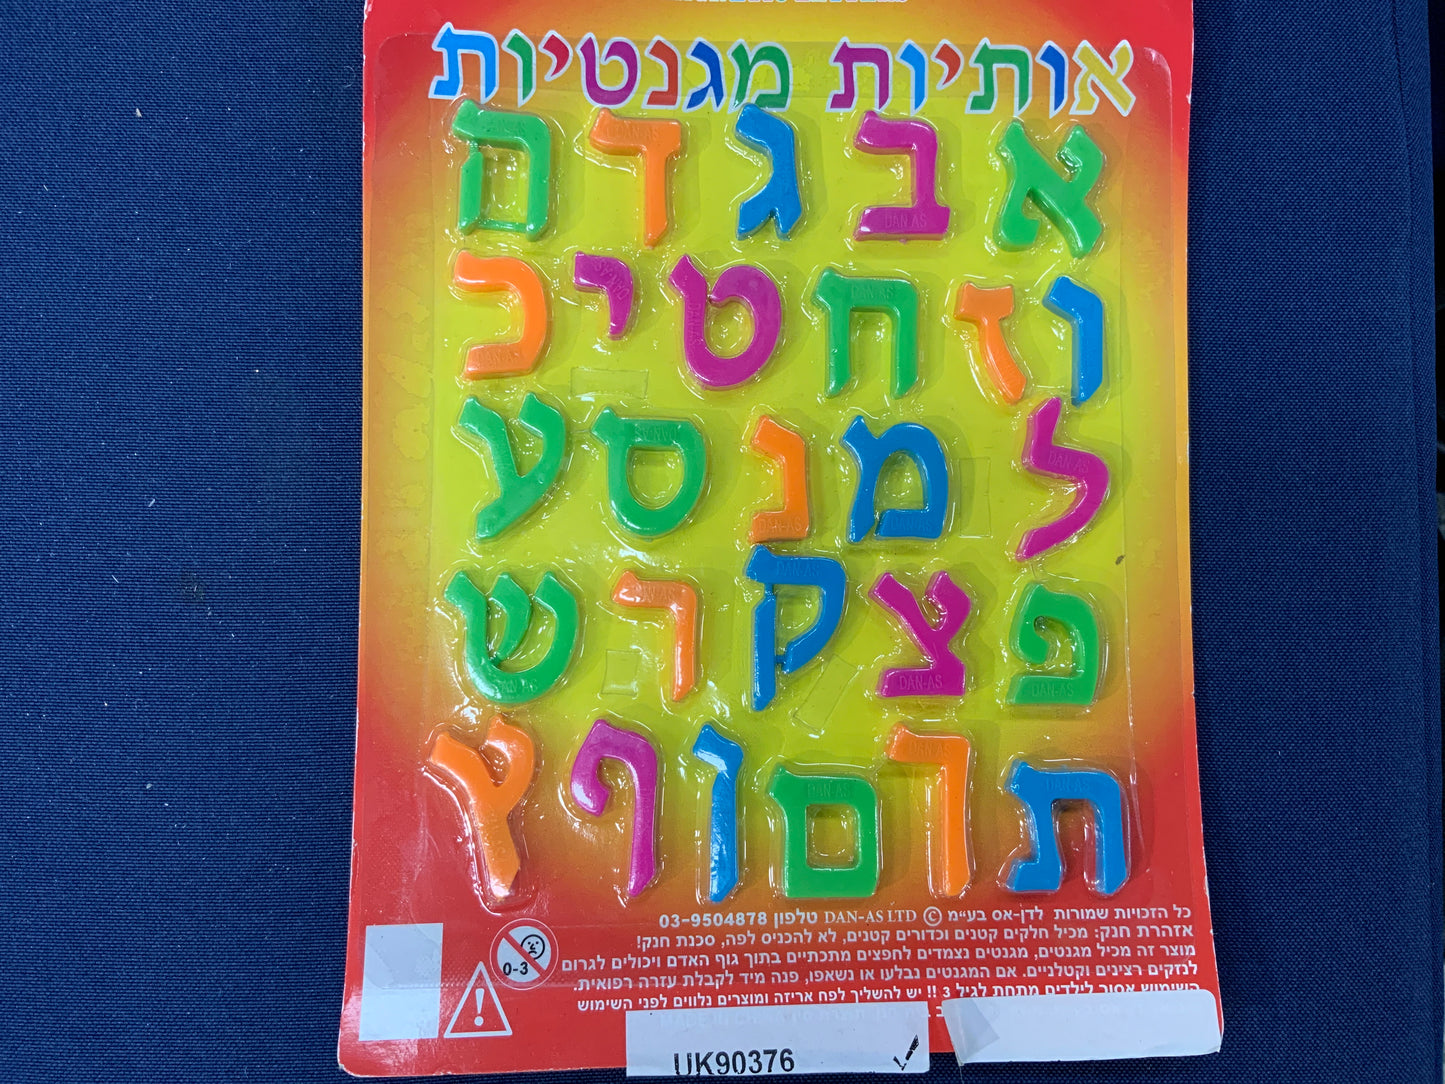 אותיות מגנטיות
א ב ג ד ה
ו ז ח ט י כ
ל מ נ ס ע
פ צ ק ר ש
ת ך ם ן ף ץ
כל הזכויות שמורות לדן-אס בע״מ © DAN-AS LTD טלפון 03-9504878
אזהרת חנק: מכיל חלקים קטנים וכדורים קטנים, לא להכניס לפה, סכנת חנק!
מוצר זה מכיל מגנטים, מגנטים נצמדים לחפצים מתכתיים בתוך גוף האדם ויכולים לגרום
לנזקים רצינים וקטלניים. אם המגנטים נבלעו או נשאפו, פנה מיד לקבלת עזרה רפואית.
השימוש אסור לילדים מתחת לגיל 3 !! יש להשליך לפח אריזה ומוצרים נלווים לפני השימוש
0-3
UK90376